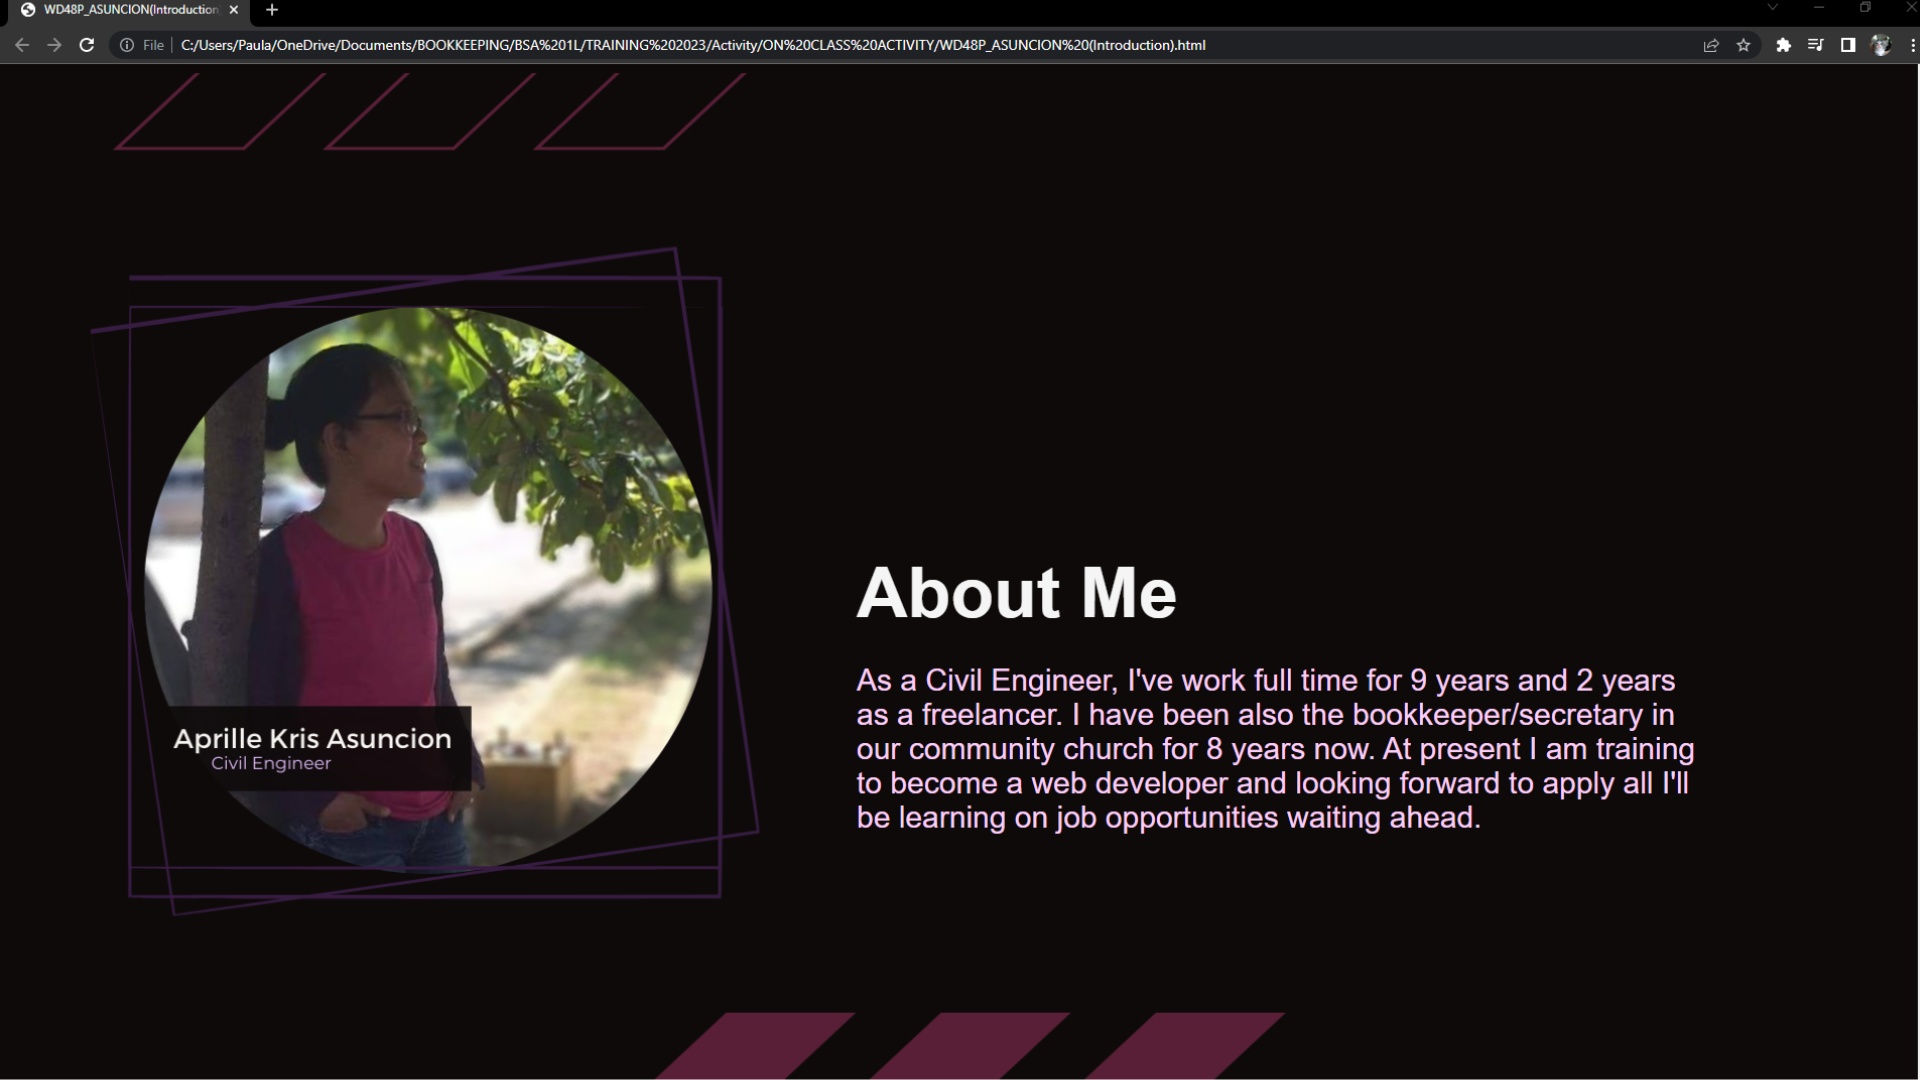 WD48P_ASUNCION(Introduction
File
C:/Users/Paula/OneDrive/Documents/BOOKKEEPING/BSA%201L/TRAINING%202023/Activity/ON%20CLASS%20ACTIVITY/WD48P_ASUNCION%20(Introduction).html
Aprille Kris Asuncion
Civil Engineer
About Me
As a Civil Engineer, I've work full time for 9 years and 2 years
as a freelancer. I have been also the bookkeeper/secretary in
our community church for 8 years now. At present I am training
to become a web developer and looking forward to apply all I'll
be learning on job opportunities waiting ahead.